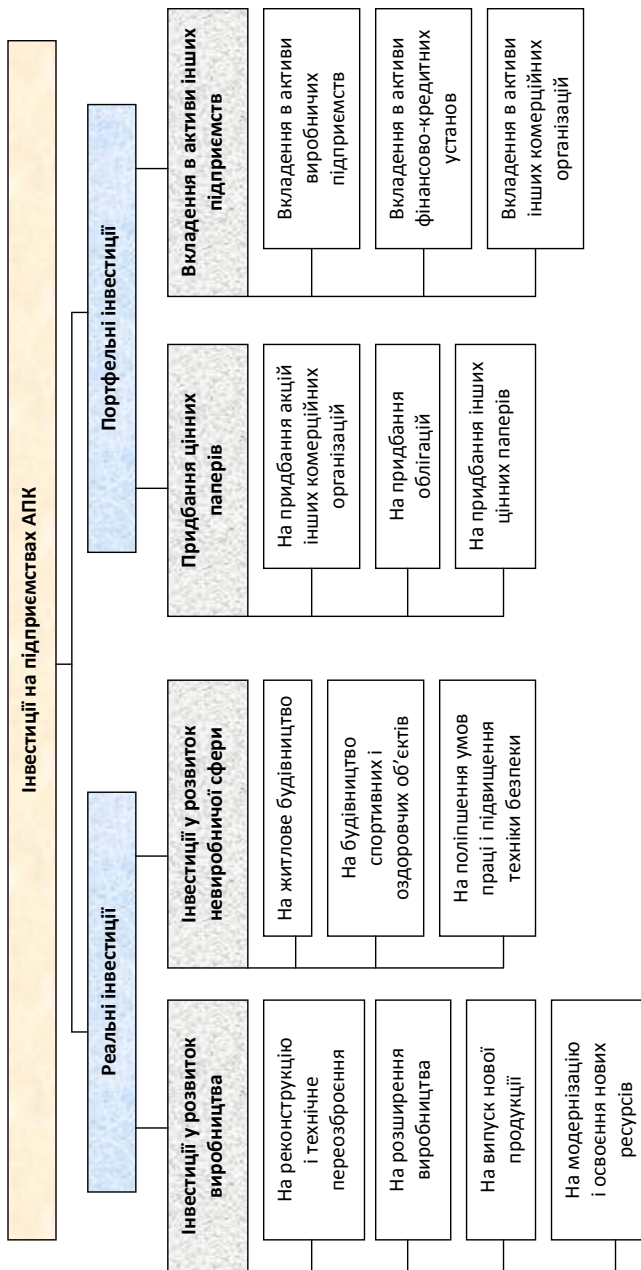 Інвестиції на підприємствах АПК
Реальні інвестиції
Інвестиції у розвиток
виробництва
На реконструкцію
і технічне
переозброєння
На розширення
виробництва
На випуск нової
продукції
На модернізацію
і освоєння нових
ресурсів
Інвестиції у розвиток
невиробничої сфери
На житлове будівництво
На будівництво
спортивних і
оздоровчих об’єктів
На поліпшення умов
праці і підвищення
техніки безпеки
Портфельні інвестиції
Придбання цінних
паперів
На придбання акцій
інших комерційних
організацій
На придбання
облігацій
На придбання інших
цінних паперів
Вкладення в активи інших
підприємств
Вкладення в активи
виробничих
підприємств
Вкладення в активи
фінансово-кредитних
установ
Вкладення в активи
інших комерційних
організацій